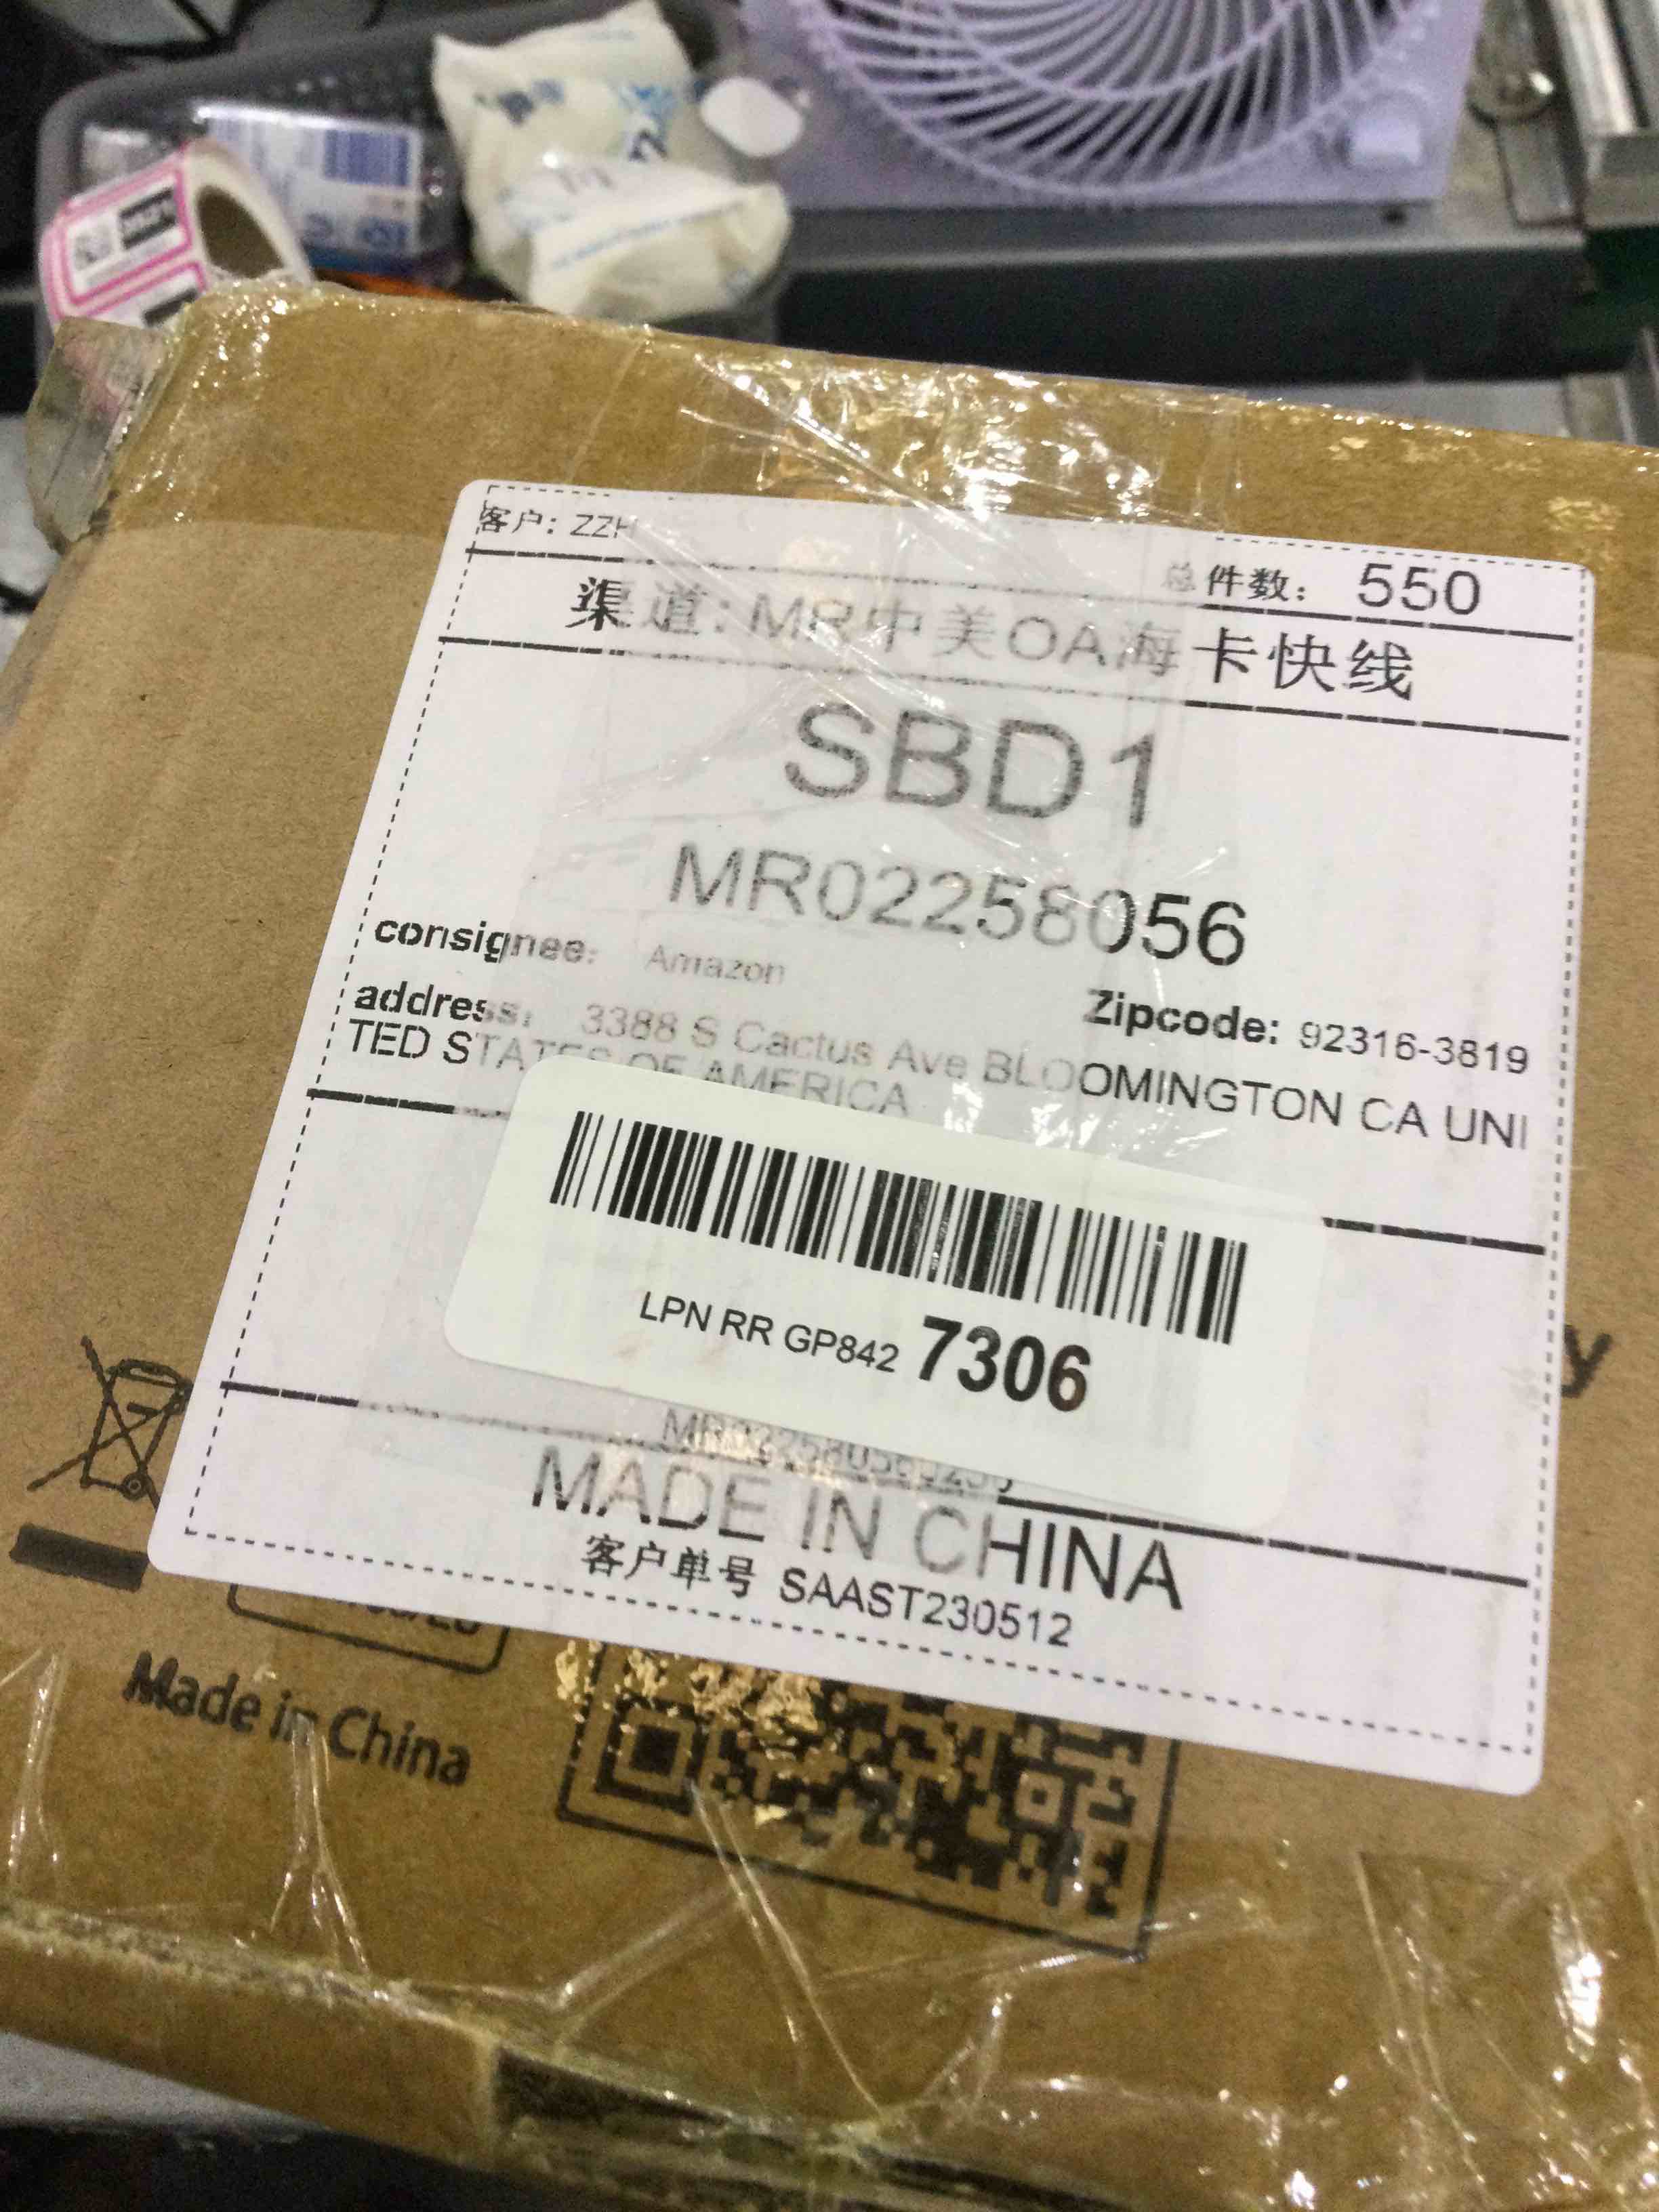 客户: ZZH
总件数: 550
渠道: MR中美OA海卡快线
SBD1
MR02258056
consignee: Amazon
Zipcode: 92316-3819
address: 3388 S Cactus Ave BLOOMINGTON CA UNI
TED STATES OF AMERICA
LPN RR GP842 7306
MADE IN CHINA
客户单号 SAAST230512
Made in China